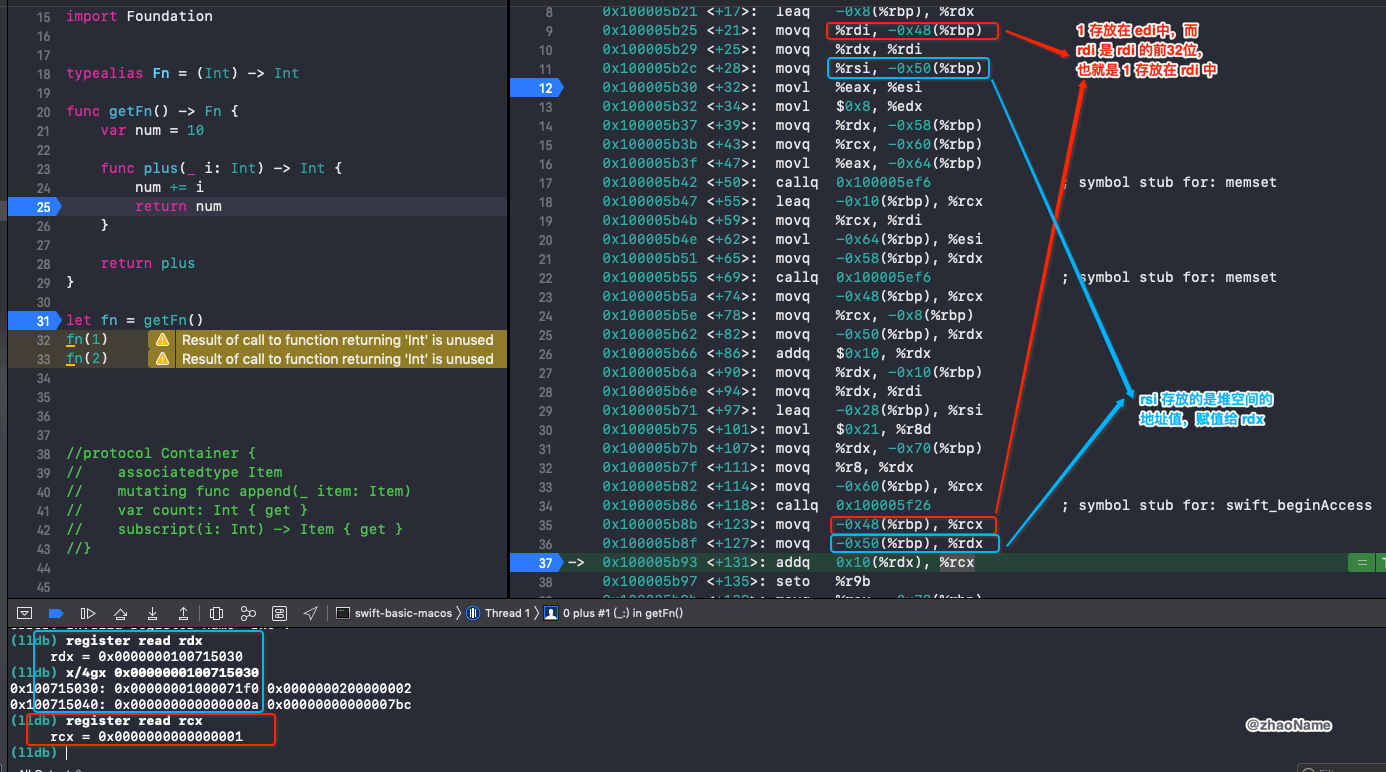 15 import Foundation
16
17
18 typealias Fn = (Int) -> Int
19
20 func getFn() -> Fn {
21     var num = 10
22
23     func plus(_ i: Int) -> Int {
24         num += i
25         return num
26     }
27
28     return plus
29 }
30
31 let fn = getFn()
32 fn(1) Result of call to function returning 'Int' is unused
33 fn(2) Result of call to function returning 'Int' is unused
34
35
36
37
38 //protocol Container {
39 //    associatedtype Item
40 //    mutating func append(_ item: Item)
41 //    var count: Int { get }
42 //    subscript(i: Int) -> Item { get }
43 //}
44
45
8 0x100005b21 <+17>: leaq -0x8(%rbp), %rdx
9 0x100005b25 <+21>: movq %rdi, -0x48(%rbp)
10 0x100005b29 <+25>: movq %rdx, %rdi
11 0x100005b2c <+28>: movq %rsi, -0x50(%rbp)
12 0x100005b30 <+32>: movl %eax, %esi
13 0x100005b32 <+34>: movl $0x8, %edx
14 0x100005b37 <+39>: movq %rdx, -0x58(%rbp)
15 0x100005b3b <+43>: movq %rcx, -0x60(%rbp)
16 0x100005b3f <+47>: movl %eax, -0x64(%rbp)
17 0x100005b42 <+50>: callq 0x100005ef6 ; symbol stub for: memset
18 0x100005b47 <+55>: leaq -0x10(%rbp), %rcx
19 0x100005b4b <+59>: movq %rcx, %rdi
20 0x100005b4e <+62>: movl -0x64(%rbp), %esi
21 0x100005b51 <+65>: movq -0x58(%rbp), %rdx
22 0x100005b55 <+69>: callq 0x100005ef6 ; symbol stub for: memset
23 0x100005b5a <+74>: movq -0x48(%rbp), %rcx
24 0x100005b5e <+78>: movq %rcx, -0x8(%rbp)
25 0x100005b62 <+82>: movq -0x50(%rbp), %rdx
26 0x100005b66 <+86>: addq $0x10, %rdx
27 0x100005b6a <+90>: movq %rdx, -0x10(%rbp)
28 0x100005b6e <+94>: movq %rdx, %rdi
29 0x100005b71 <+97>: leaq -0x28(%rbp), %rsi
30 0x100005b75 <+101>: movl $0x21, %r8d
31 0x100005b7b <+107>: movq %rdx, -0x70(%rbp)
32 0x100005b7f <+111>: movq %r8, %rdx
33 0x100005b82 <+114>: movq -0x60(%rbp), %rcx
34 0x100005b86 <+118>: callq 0x100005f26 ; symbol stub for: swift_beginAccess
35 0x100005b8b <+123>: movq -0x48(%rbp), %rcx
36 0x100005b8f <+127>: movq -0x50(%rbp), %rdx
37 -> 0x100005b93 <+131>: addq 0x10(%rdx), %rcx
38 0x100005b97 <+135>: seto %r9b
1 存放在 edi中，而
rdi 是 rdi 的前32位，
也就是 1 存放在 rdi 中
rsi 存放的是堆空间的
地址值，赋值给 rdx
swift-basic-macos Thread 1 0 plus #1 (_:) in getFn()
(lldb) register read rdx
rdx = 0x0000000100715030
(lldb) x/4gx 0x0000000100715030
0x100715030: 0x00000001000071f0 0x0000000200000002
0x100715040: 0x000000000000000a 0x00000000000007bc
(lldb) register read rcx
rcx = 0x0000000000000001
(lldb)
@zhaoName